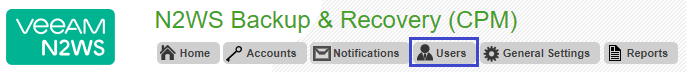 veeAM
N2WS
N2WS Backup & Recovery (CPM)
Home Accounts Notifications Users General Settings Reports